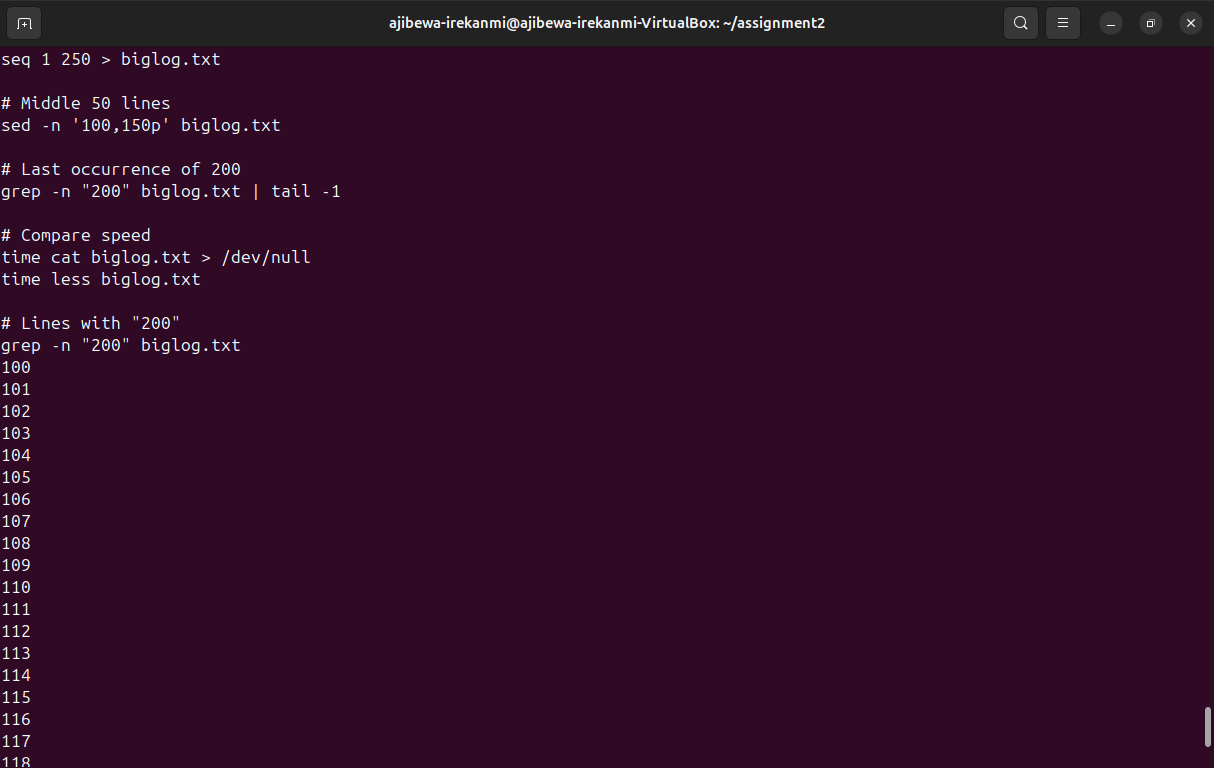 ajibewa-irekanmi@ajibewa-irekanmi-VirtualBox: ~/assignment2
seq 1 250 > biglog.txt

# Middle 50 lines
sed -n '100,150p' biglog.txt

# Last occurrence of 200
grep -n "200" biglog.txt | tail -1

# Compare speed
time cat biglog.txt > /dev/null
time less biglog.txt

# Lines with "200"
grep -n "200" biglog.txt
100
101
102
103
104
105
106
107
108
109
110
111
112
113
114
115
116
117
118